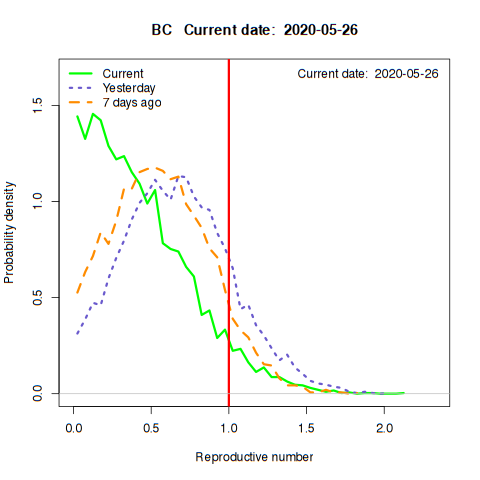 BC   Current date:  2020-05-26
Current date:  2020-05-26
Current
Yesterday
7 days ago
Probability density
1.5
1.0
0.5
0.0
0.0 0.5 1.0 1.5 2.0
Reproductive number